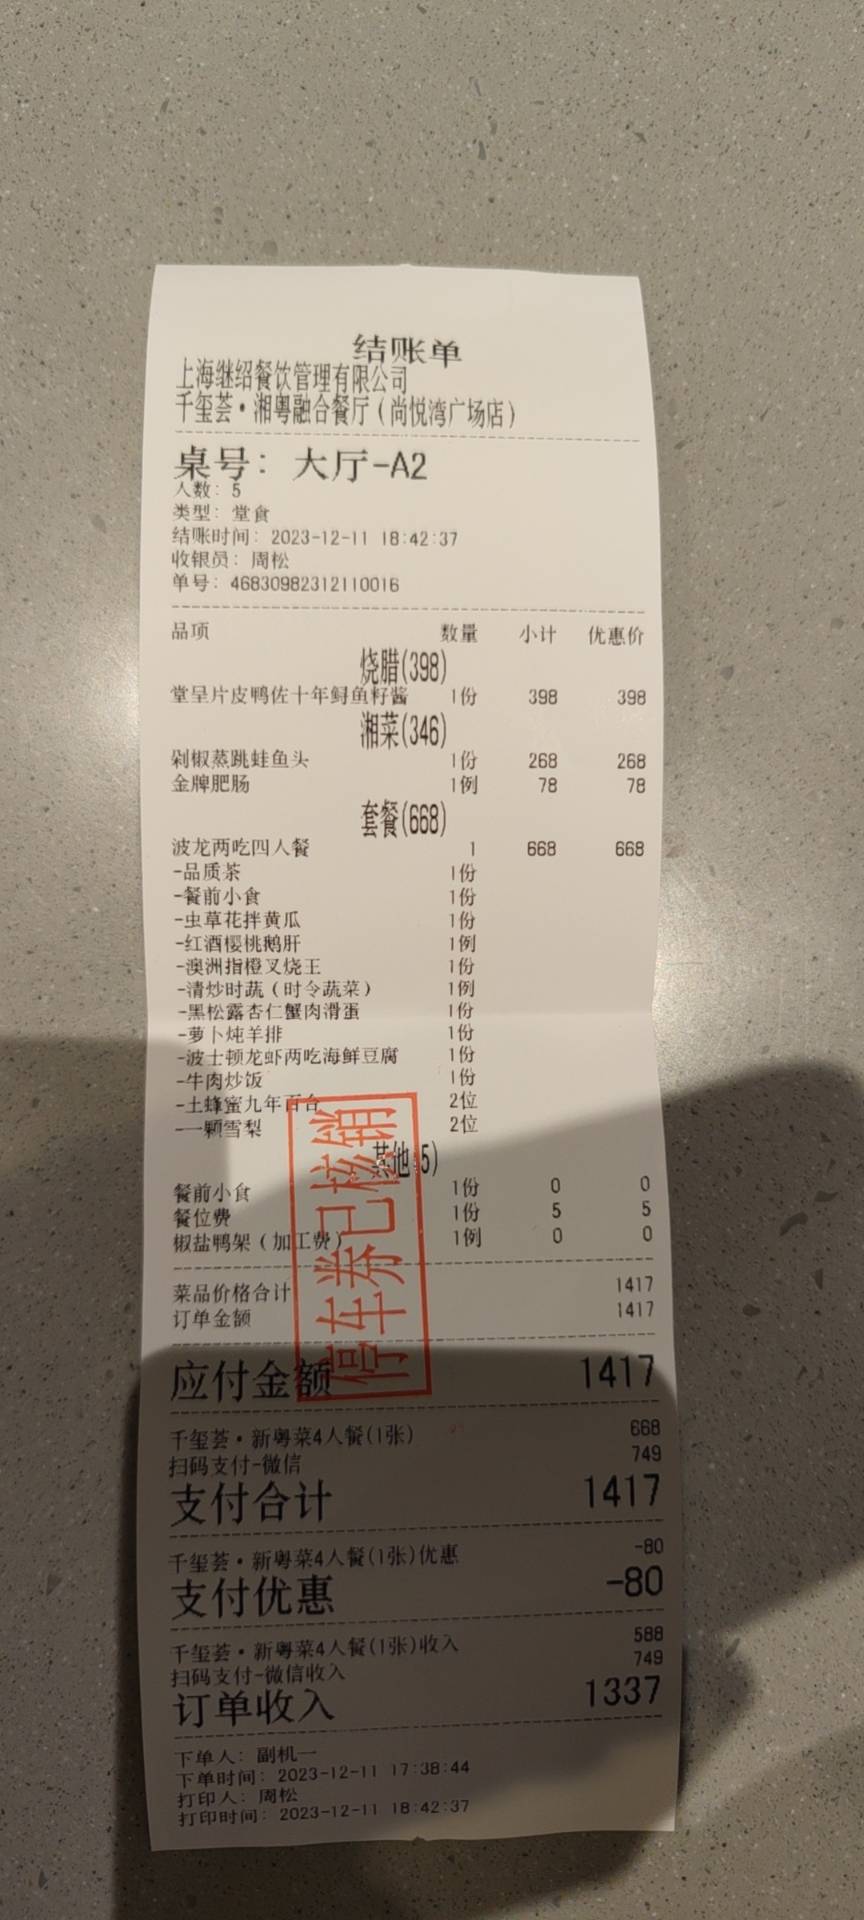 结账单
上海继绍餐饮管理有限公司
千玺荟·湘粤融合餐厅(尚悦湾广场店)
桌号: 大厅-A2
人数: 5
类型: 堂食
结账时间: 2023-12-11 18:42:37
收银员: 周松
单号: 46830982312110016
品项 数量 小计 优惠价
烧腊(398)
堂呈片皮鸭佐十年鲟鱼籽酱 1份 398 398
湘菜(346)
剁椒蒸跳蛙鱼头 1份 268 268
金牌肥肠 1例 78 78
套餐(668)
波龙两吃四人餐 1 668 668
-品质茶 1份
-餐前小食 1份
-虫草花拌黄瓜 1份
-红酒樱桃鹅肝 1例
-澳洲指橙叉烧王 1份
-清炒时蔬(时令蔬菜) 1例
-黑松露杏仁蟹肉滑蛋 1份
-萝卜炖羊排 1份
-波士顿龙虾两吃海鲜豆腐 1份
-牛肉炒饭 1份
-土蜂蜜九年百合 2位
-一颗雪梨 2位
其他(5)
餐前小食 1份 0 0
餐位费 1份 5 5
椒盐鸭架(加工费) 1例 0 0
停车券已核销
菜品价格合计 1417
订单金额 1417
应付金额 1417
千玺荟·新粤菜4人餐(1张) 668
扫码支付-微信 749
支付合计 1417
千玺荟·新粤菜4人餐(1张)优惠 -80
支付优惠 -80
千玺荟·新粤菜4人餐(1张)收入 588
扫码支付-微信收入 749
订单收入 1337
下单人: 副机一
下单时间: 2023-12-11 17:38:44
打印人: 周松
打印时间: 2023-12-11 18:42:37